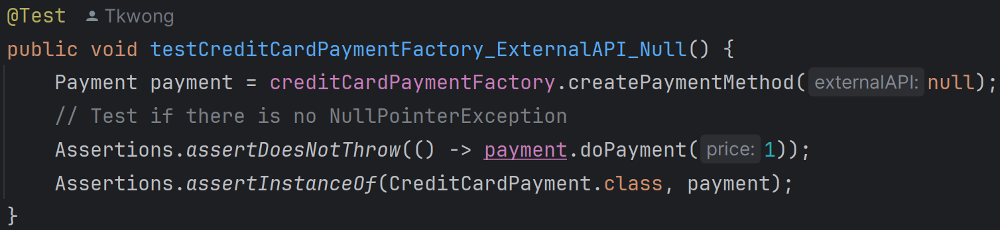 @Test Tkwong
public void testCreditCardPaymentFactory_ExternalAPI_Null() {
Payment payment = creditCardPaymentFactory.createPaymentMethod( externalAPI: null);
// Test if there is no NullPointerException
Assertions.assertDoesNotThrow(() -> payment.doPayment( price: 1));
Assertions.assertInstanceOf(CreditCardPayment.class, payment);
}